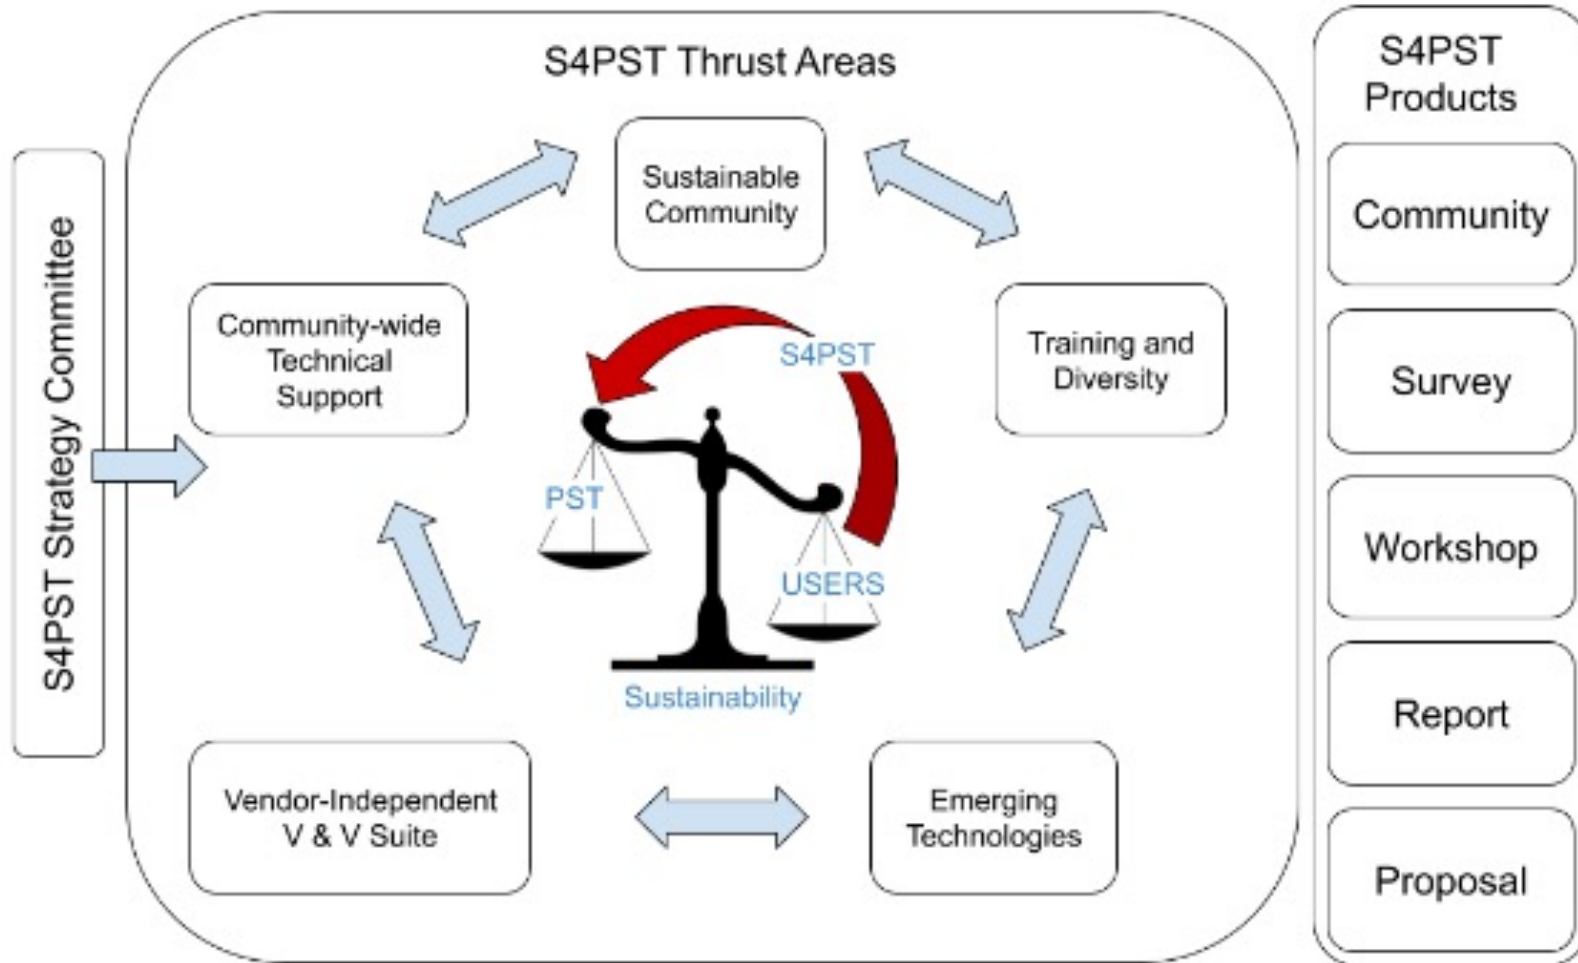 S4PST Strategy Committee
S4PST Thrust Areas
Sustainable
Community
Community-wide
Technical
Support
Training and
Diversity
S4PST
PST
USERS
Sustainability
Vendor-Independent
V & V Suite
Emerging
Technologies
S4PST
Products
Community
Survey
Workshop
Report
Proposal